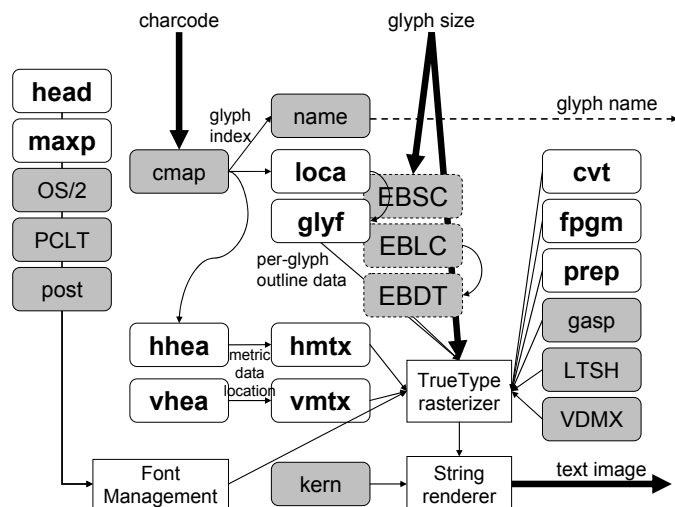 charcode
glyph size
head
maxp
OS/2
PCLT
post
glyph
index
name
glyph name
cmap
loca
glyf
EBSC
EBLC
EBDT
per-glyph
outline data
cvt
fpgm
prep
gasp
LTSH
VDMX
hhea
metric
data
location
hmtx
vhea
vmtx
TrueType
rasterizer
Font
Management
kern
String
renderer
text image